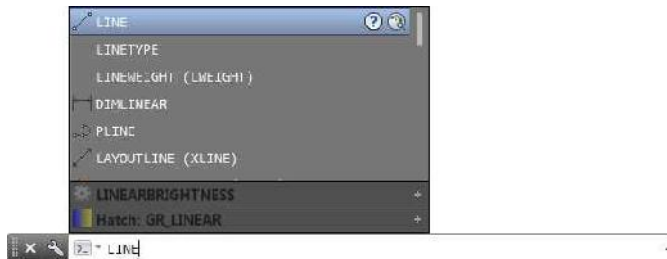 LINE
LINETYPE
LINEWEIGHT (LWEIGHT)
DIMLINEAR
PLINE
LAYOUTLINE (XLINE)
LINEARBRIGHTNESS
Hatch: GR_LINEAR
LINE